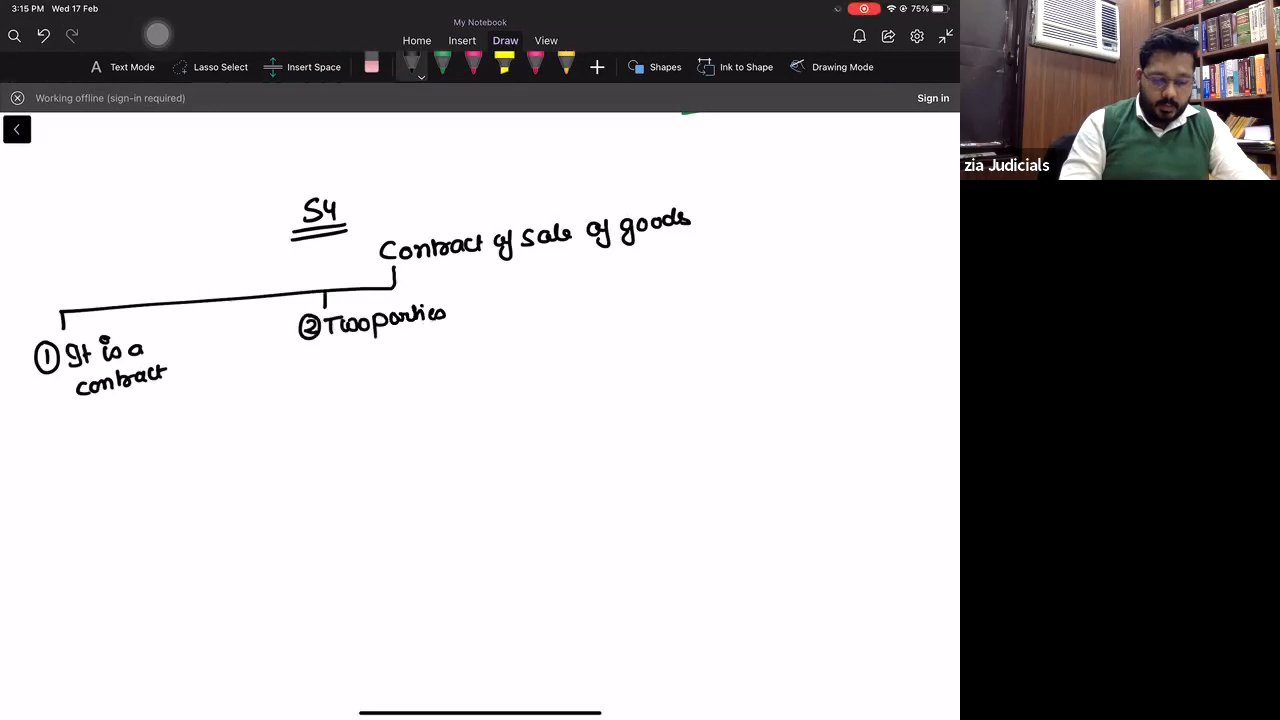 3:15 PM Wed 17 Feb
75%
My Notebook
Home Insert Draw View
Text Mode Lasso Select Insert Space Shapes Ink to Shape Drawing Mode
Working offline (sign-in required) Sign in
zia Judicials
S4
Contract of sale of goods
① It is a
contract
② Two parties